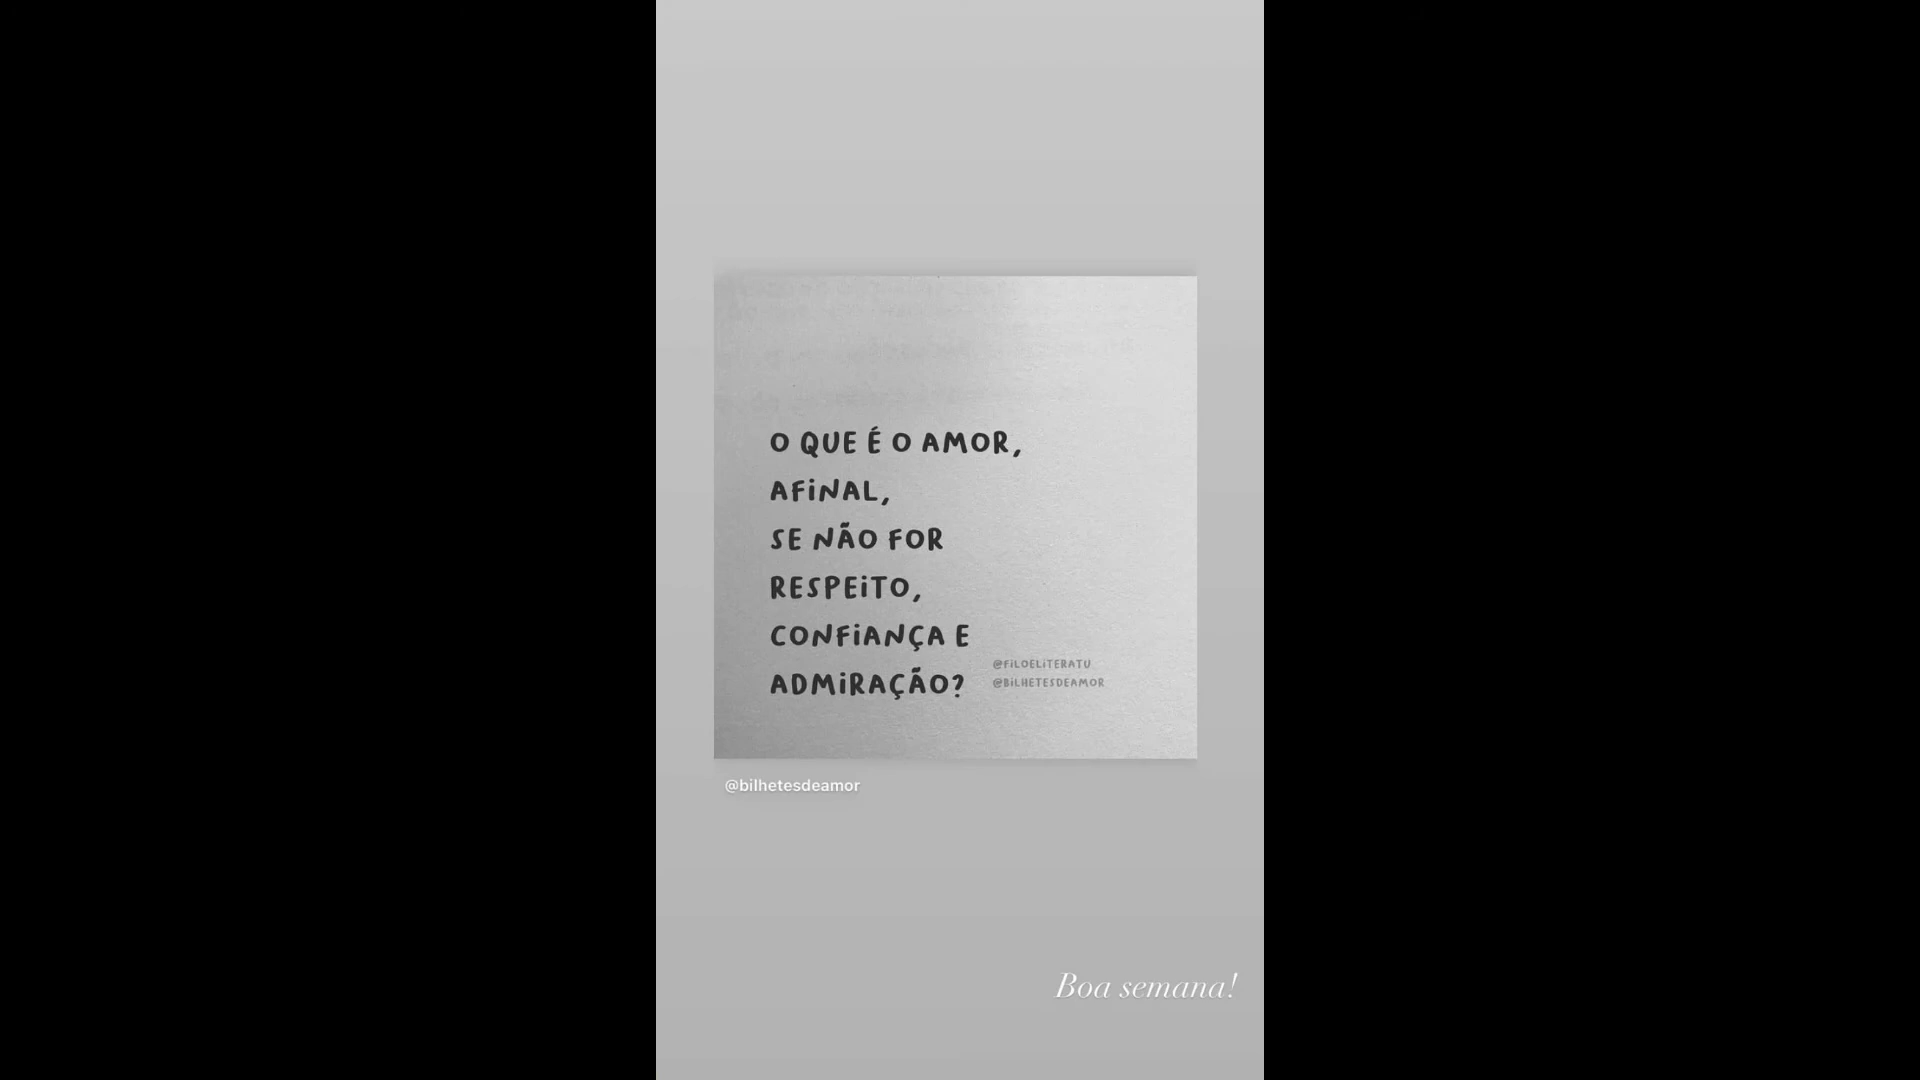 O QUE É O AMOR,
AFINAL,
SE NÃO FOR
RESPEITO,
CONFIANÇA E
ADMIRAÇÃO?
@FILOELITERATU
@BILHETESDEAMOR
@bilhetesdeamor
Boa semana!